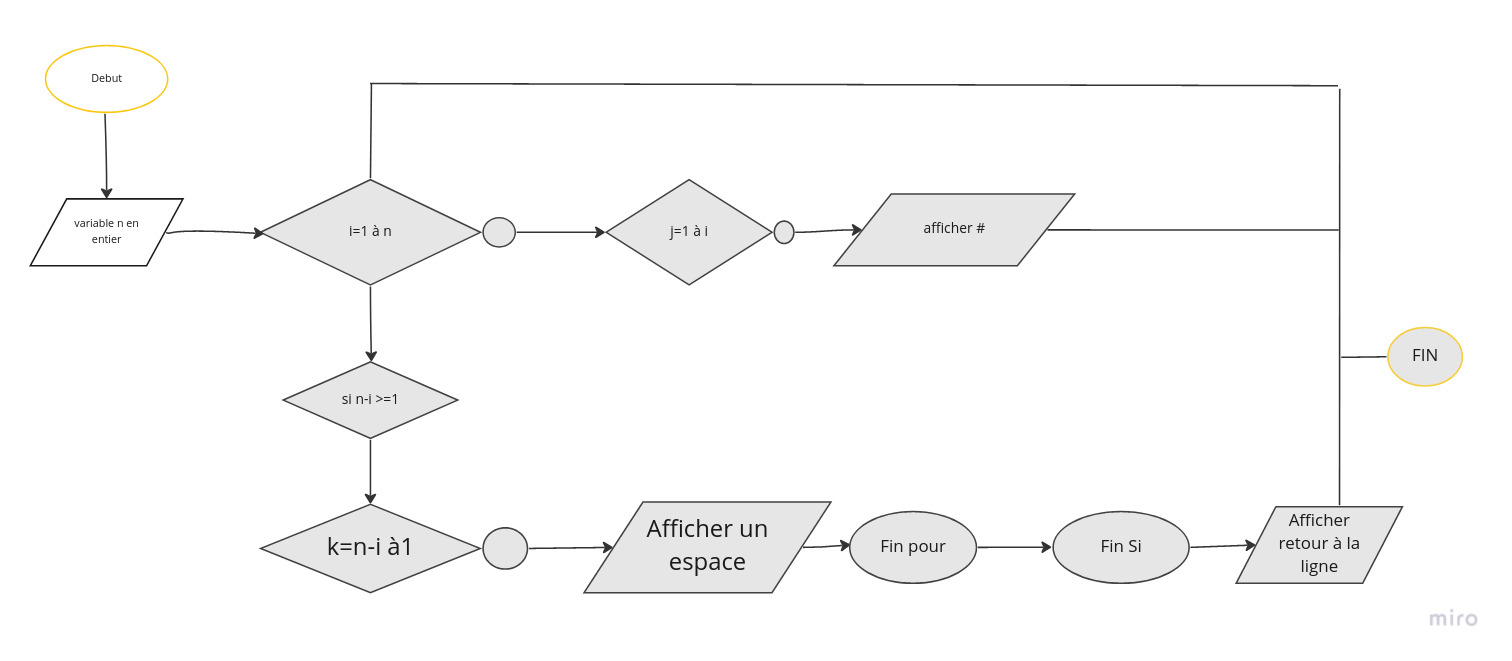 Debut
variable n en
entier
i=1 à n
j=1 à i
afficher #
FIN
si n-i >=1
k=n-i à1
Afficher un
espace
Fin pour
Fin Si
Afficher
retour à la
ligne
miro